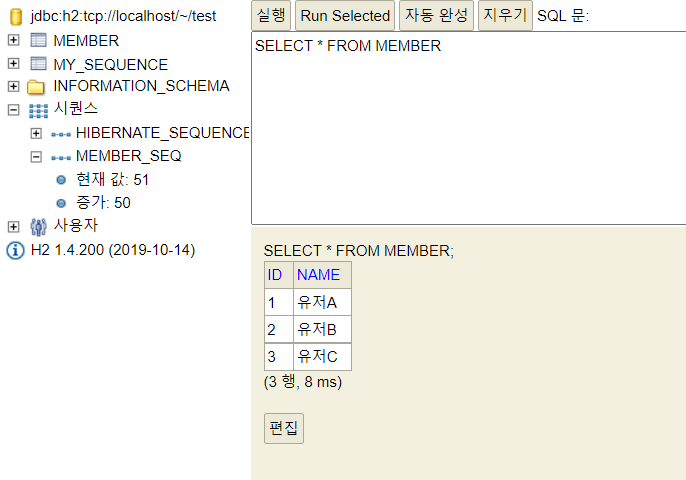 jdbc:h2:tcp://localhost/~/test
MEMBER
MY_SEQUENCE
INFORMATION_SCHEMA
시퀀스
HIBERNATE_SEQUENCE
MEMBER_SEQ
현재 값: 51
증가: 50
사용자
H2 1.4.200 (2019-10-14)
실행 Run Selected 자동 완성 지우기 SQL 문:
SELECT * FROM MEMBER
SELECT * FROM MEMBER;
ID NAME
1 유저A
2 유저B
3 유저C
(3 행, 8 ms)
편집